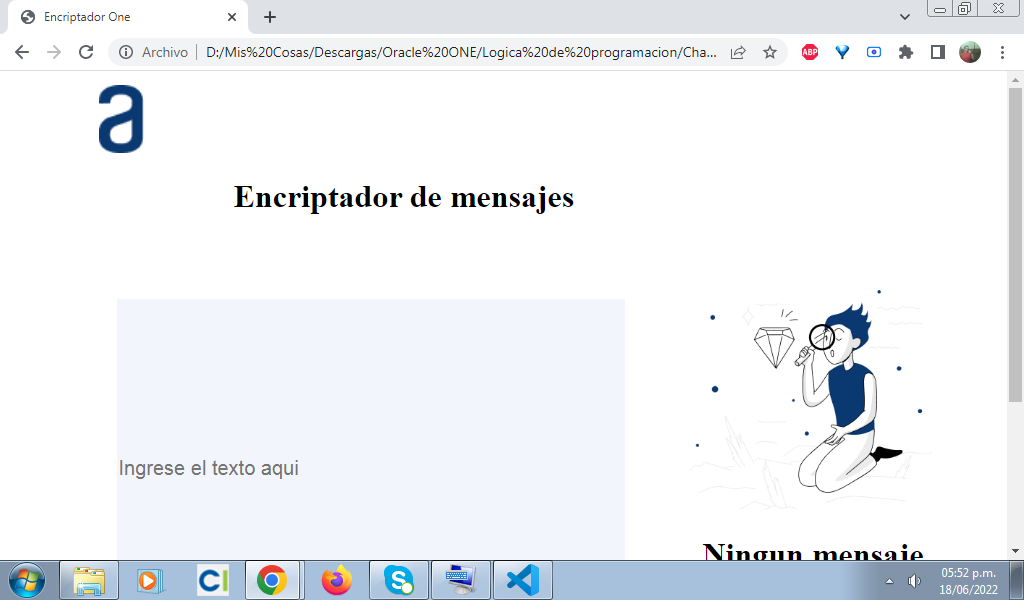 Encriptador One
Archivo
D:/Mis%20Cosas/Descargas/Oracle%20ONE/Logica%20de%20programacion/Cha...
ABP
a
Encriptador de mensajes
Ingrese el texto aqui
Ningun mensaje
CI
05:52 p.m.
18/06/2022